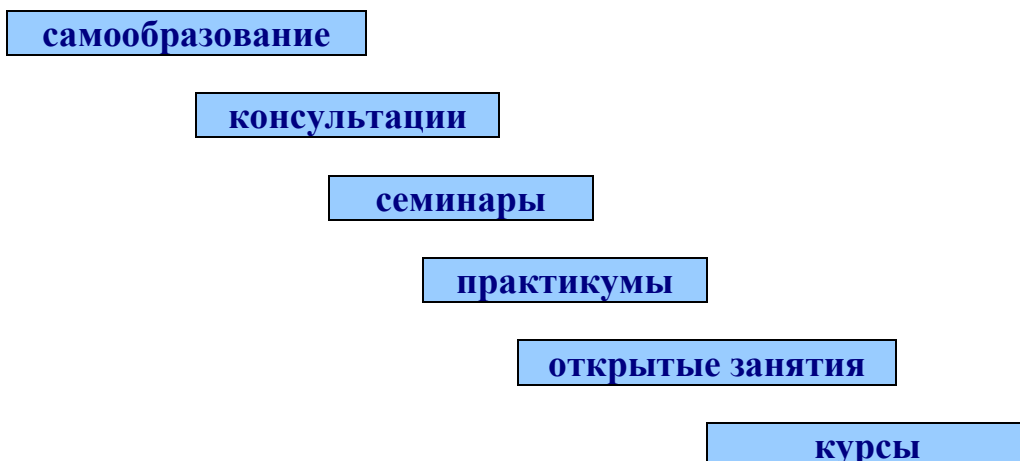 самообразование
консультации
семинары
практикумы
открытые занятия
курсы